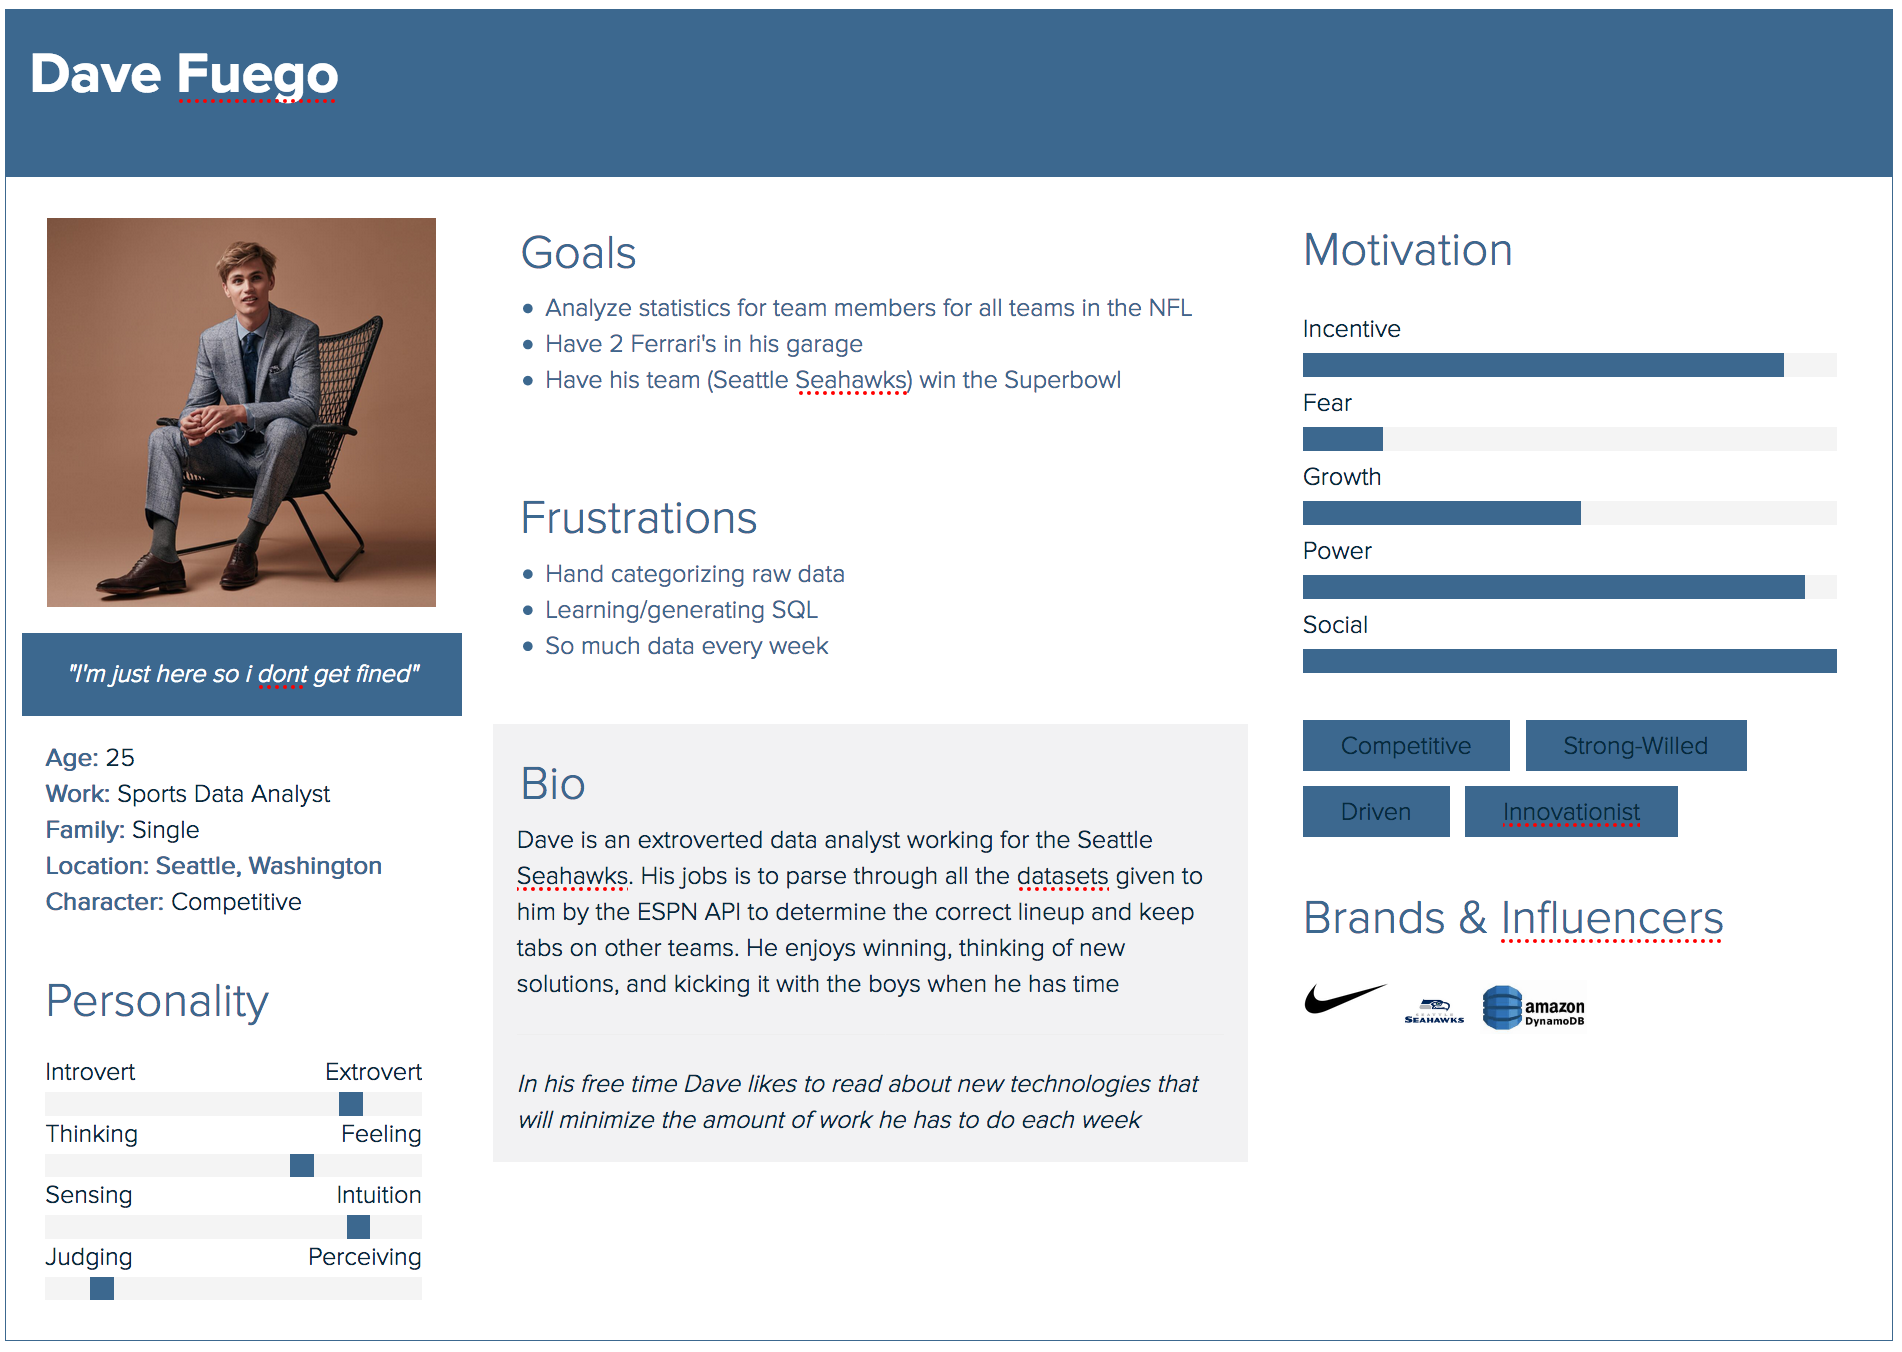 Dave Fuego
"I'm just here so i dont get fined"
Age: 25
Work: Sports Data Analyst
Family: Single
Location: Seattle, Washington
Character: Competitive
Personality
Introvert Extrovert
Thinking Feeling
Sensing Intuition
Judging Perceiving
Goals
Analyze statistics for team members for all teams in the NFL
Have 2 Ferrari's in his garage
Have his team (Seattle Seahawks) win the Superbowl
Frustrations
Hand categorizing raw data
Learning/generating SQL
So much data every week
Bio
Dave is an extroverted data analyst working for the Seattle
Seahawks. His jobs is to parse through all the datasets given to
him by the ESPN API to determine the correct lineup and keep
tabs on other teams. He enjoys winning, thinking of new
solutions, and kicking it with the boys when he has time
In his free time Dave likes to read about new technologies that
will minimize the amount of work he has to do each week
Motivation
Incentive
Fear
Growth
Power
Social
Competitive Strong-Willed
Driven Innovationist
Brands & Influencers
SEATTLE
SEAHAWKS
amazon
DynamoDB